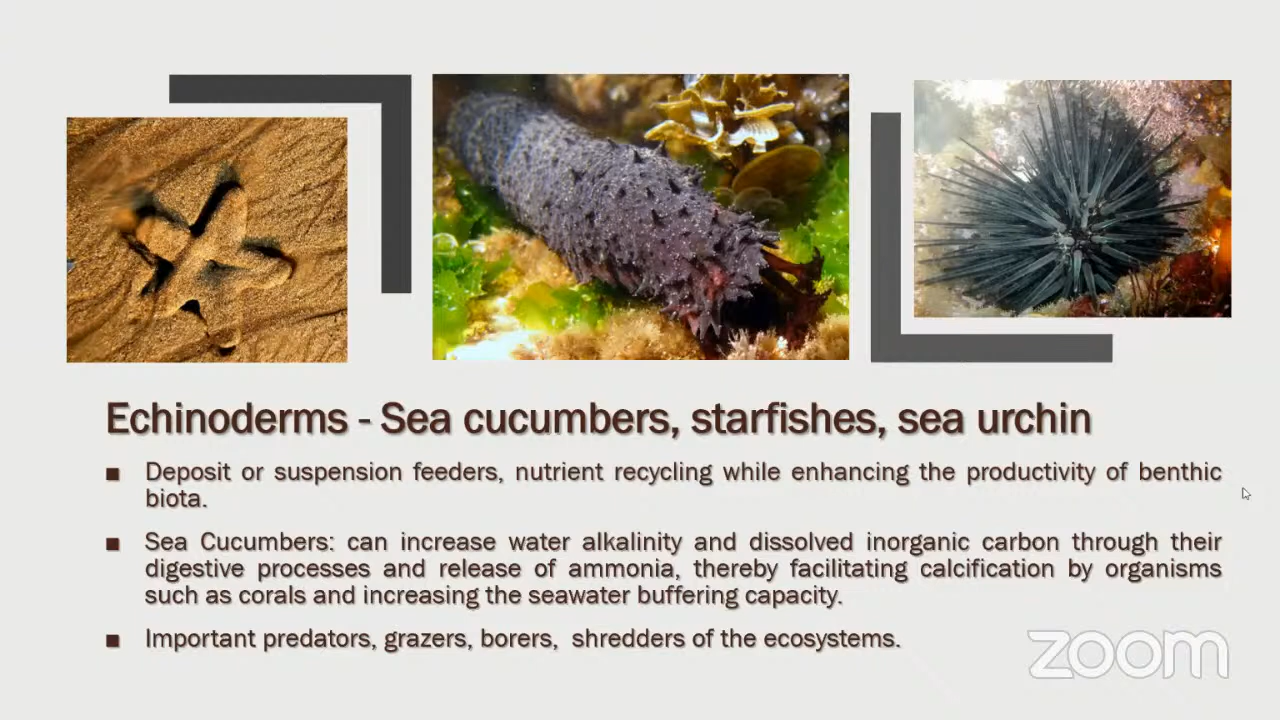 Echinoderms - Sea cucumbers, starfishes, sea urchin
■ Deposit or suspension feeders, nutrient recycling while enhancing the productivity of benthic
biota.
■ Sea Cucumbers: can increase water alkalinity and dissolved inorganic carbon through their
digestive processes and release of ammonia, thereby facilitating calcification by organisms
such as corals and increasing the seawater buffering capacity.
■ Important predators, grazers, borers,  shredders of the ecosystems.
zoom